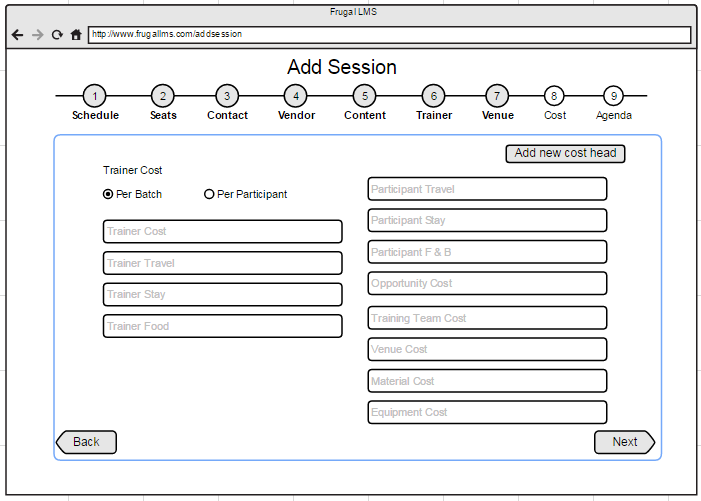 Frugal LMS
http://www.frugallms.com/addsession
Add Session
1 2 3 4 5 6 7 8 9
Schedule Seats Contact Vendor Content Trainer Venue Cost Agenda
Add new cost head
Trainer Cost
Per Batch Per Participant
Trainer Cost
Trainer Travel
Trainer Stay
Trainer Food
Participant Travel
Participant Stay
Participant F & B
Opportunity Cost
Training Team Cost
Venue Cost
Material Cost
Equipment Cost
Back Next